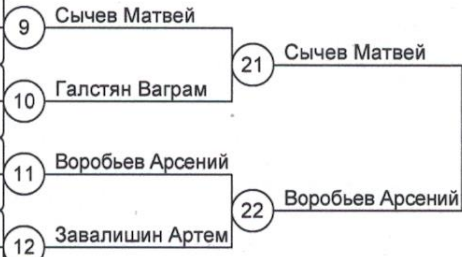 9 Сычев Матвей
21 Сычев Матвей
10 Галстян Ваграм
11 Воробьев Арсений
22 Воробьев Арсений
12 Завалишин Артем